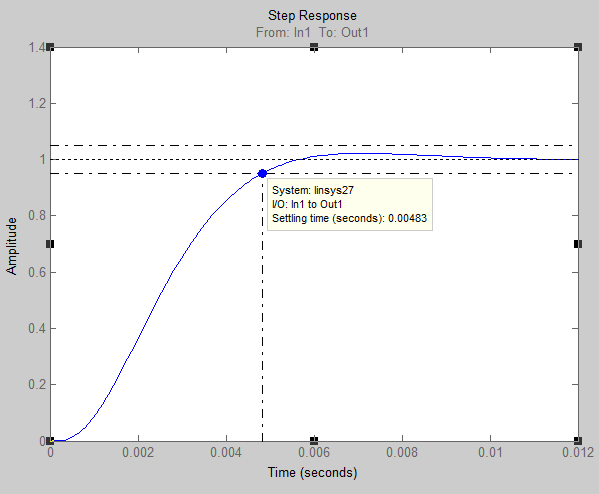 Step Response
From: In1 To: Out1
1.4
1.2
1
0.8
0.6
0.4
0.2
0
Amplitude
System: linsys27
I/O: In1 to Out1
Settling time (seconds): 0.00483
0 0.002 0.004 0.006 0.008 0.01 0.012
Time (seconds)